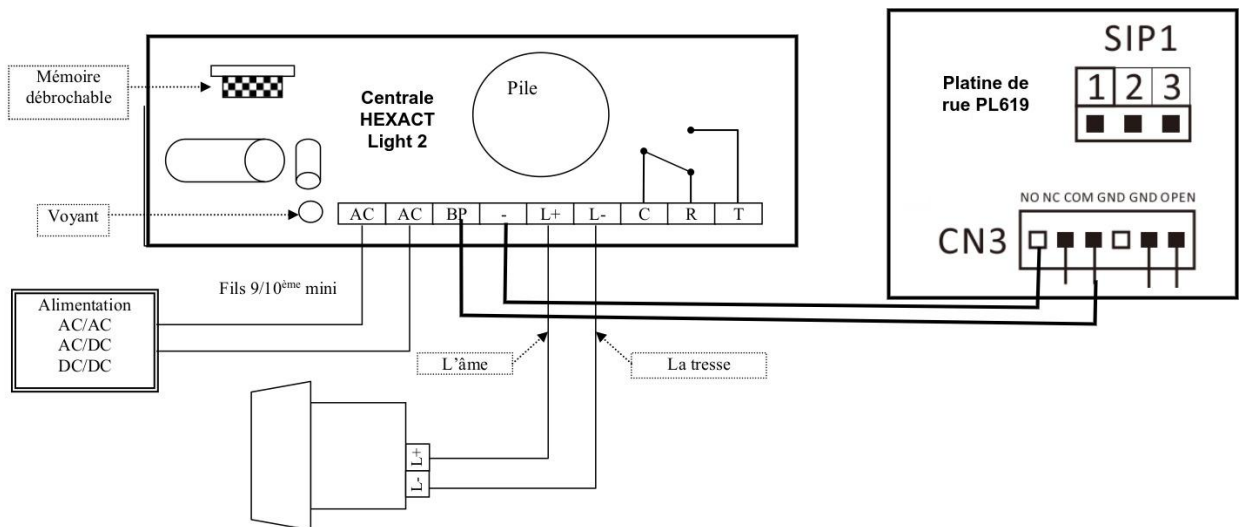 SIP1
1 2 3
Platine de
rue PL619
Mémoire
débrochable
Centrale
HEXACT
Light 2
Pile
Voyant
AC AC BP - L+ L- C R T
NO NC COM GND GND OPEN
CN3
Fils 9/10ème mini
Alimentation
AC/AC
AC/DC
DC/DC
L'âme
La tresse
L+
L-